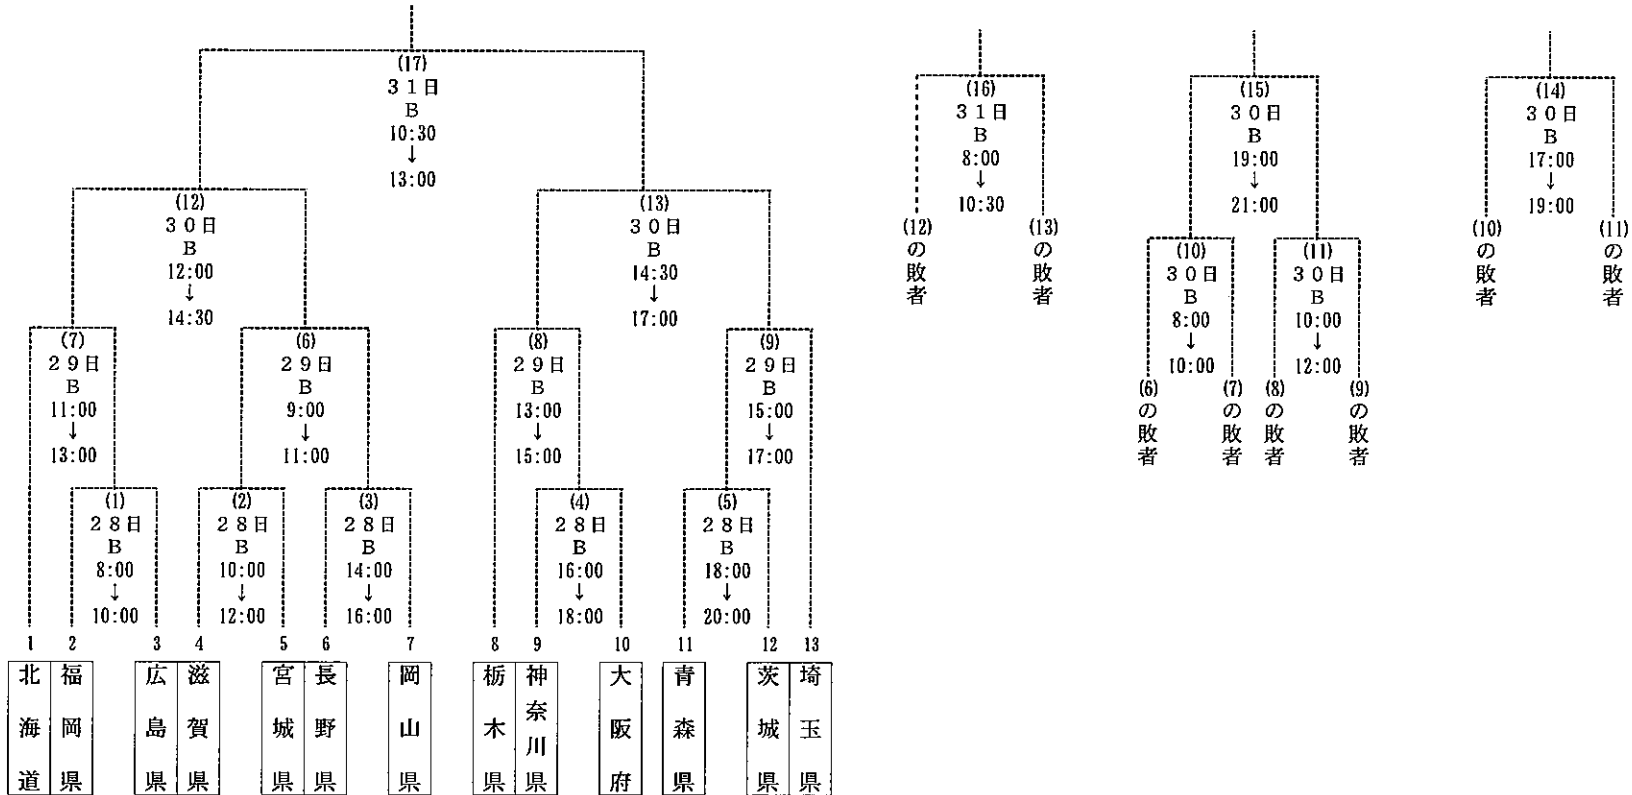 (17)
３１日
B
10:30
↓
13:00
(16)
３１日
B
8:00
↓
10:30
(12)の敗者
(13)の敗者
(15)
３０日
B
19:00
↓
21:00
(14)
３０日
B
17:00
↓
19:00
(10)の敗者
(11)の敗者
(12)
３０日
B
12:00
↓
14:30
(13)
３０日
B
14:30
↓
17:00
(10)
３０日
B
8:00
↓
10:00
(11)
３０日
B
10:00
↓
12:00
(6)の敗者
(7)の敗者
(8)の敗者
(9)の敗者
(7)
２９日
B
11:00
↓
13:00
(6)
２９日
B
9:00
↓
11:00
(8)
２９日
B
13:00
↓
15:00
(9)
２９日
B
15:00
↓
17:00
(1)
２８日
B
8:00
↓
10:00
(2)
２８日
B
10:00
↓
12:00
(3)
２８日
B
14:00
↓
16:00
(4)
２８日
B
16:00
↓
18:00
(5)
２８日
B
18:00
↓
20:00
1
北海道
2
福岡県
3
広島県
4
滋賀県
5
宮城県
6
長野県
7
岡山県
8
栃木県
9
神奈川県
10
大阪府
11
青森県
12
茨城県
13
埼玉県